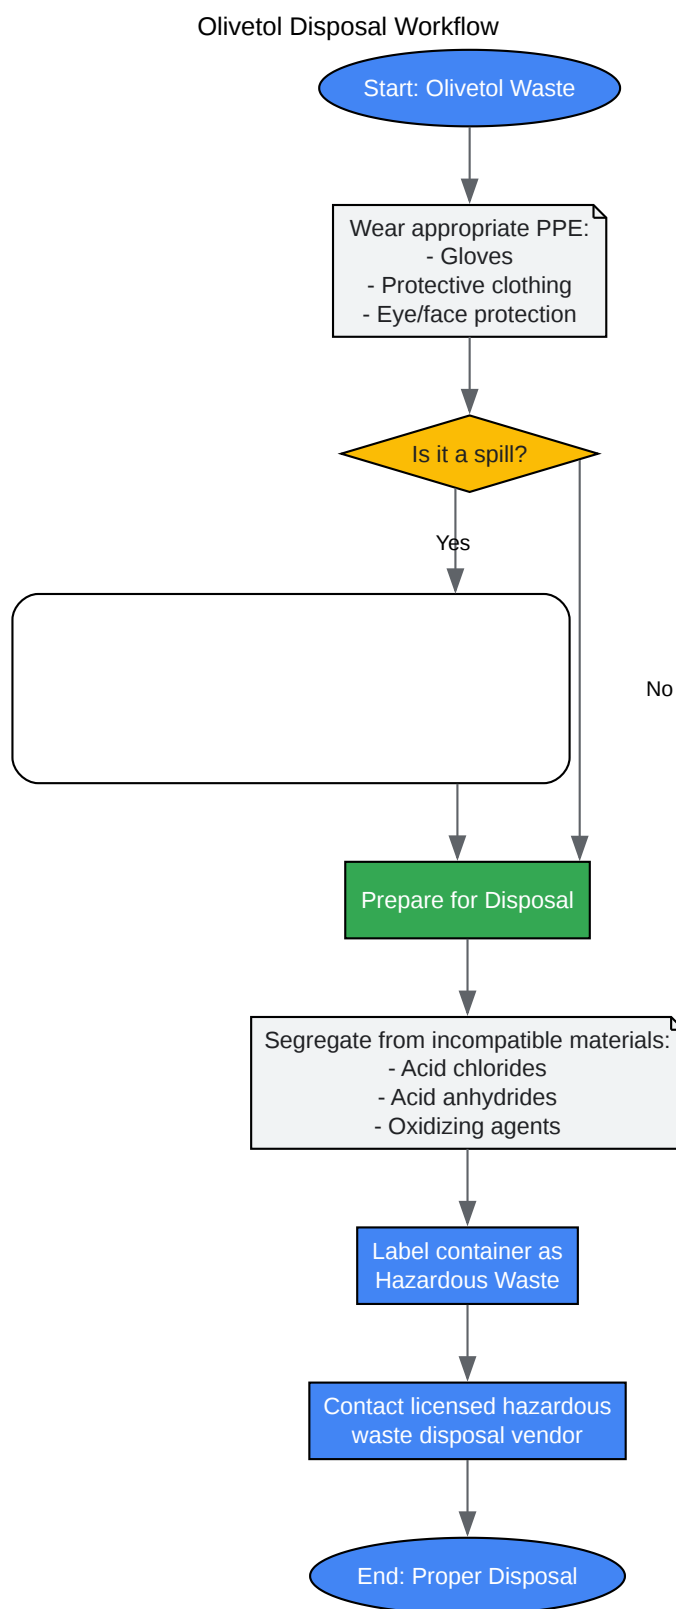 Olivetol Disposal Workflow
Start: Olivetol Waste
Wear appropriate PPE:
- Gloves
- Protective clothing
- Eye/face protection
Is it a spill?
Yes
No
Prepare for Disposal
Segregate from incompatible materials:
- Acid chlorides
- Acid anhydrides
- Oxidizing agents
Label container as
Hazardous Waste
Contact licensed hazardous
waste disposal vendor
End: Proper Disposal